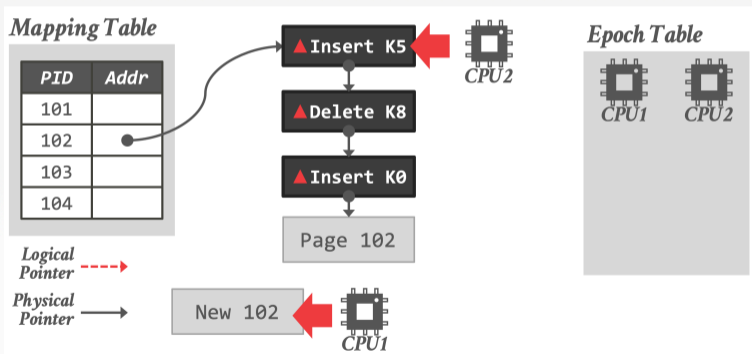 Mapping Table
PID Addr
101
102
103
104
Logical
Pointer
Physical
Pointer
▲Insert K5
CPU2
▲Delete K8
▲Insert K0
Page 102
New 102
CPU1
Epoch Table
CPU1 CPU2